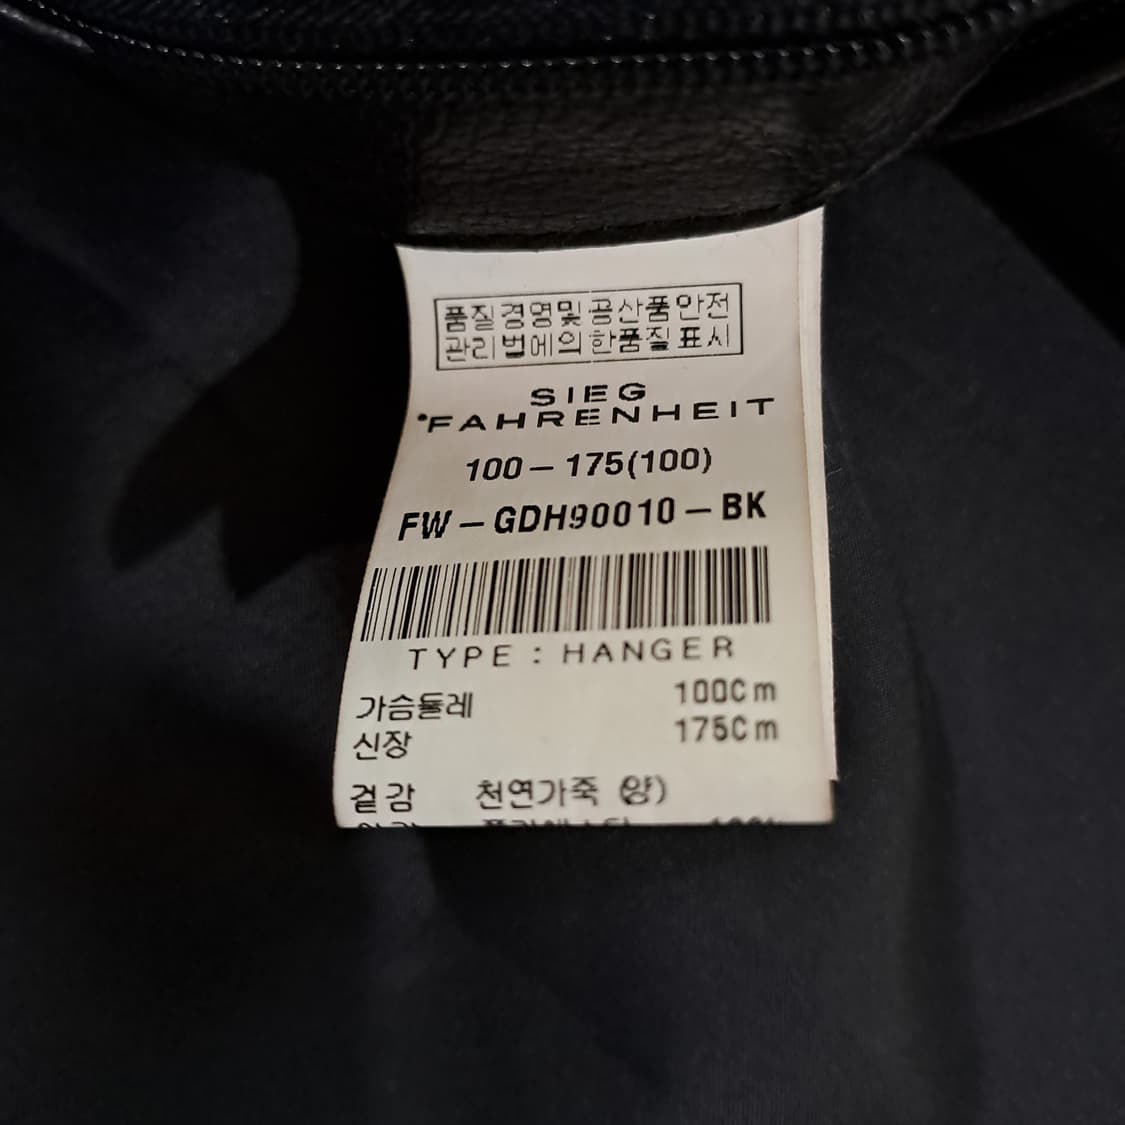 품질경영및공산품안전
관리법에의한품질표시
SIEG
FAHRENHEIT
100-175(100)
FW-GDH90010-BK
TYPE : HANGER
가슴둘레 100Cm
신장 175Cm
겉감 천연가죽 (양)